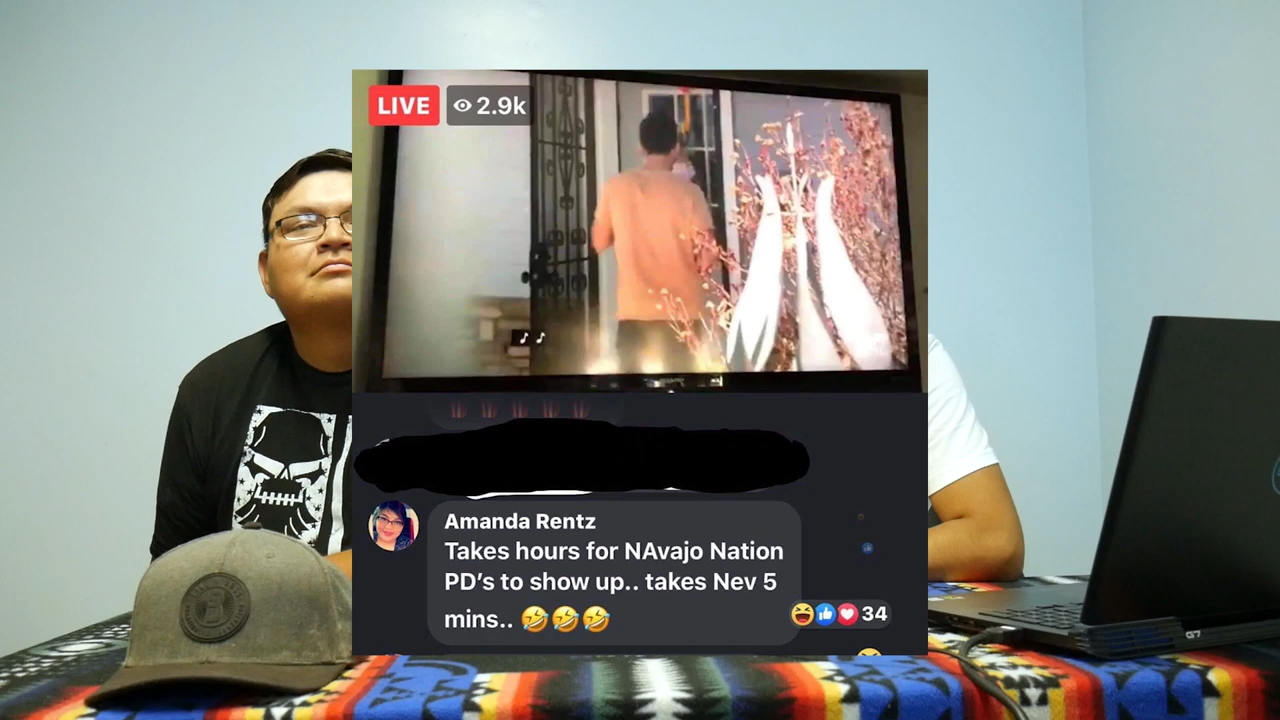 LIVE 2.9k
Amanda Rentz
Takes hours for NAvajo Nation
PD’s to show up.. takes Nev 5
mins.. 🤣🤣🤣
34
G7